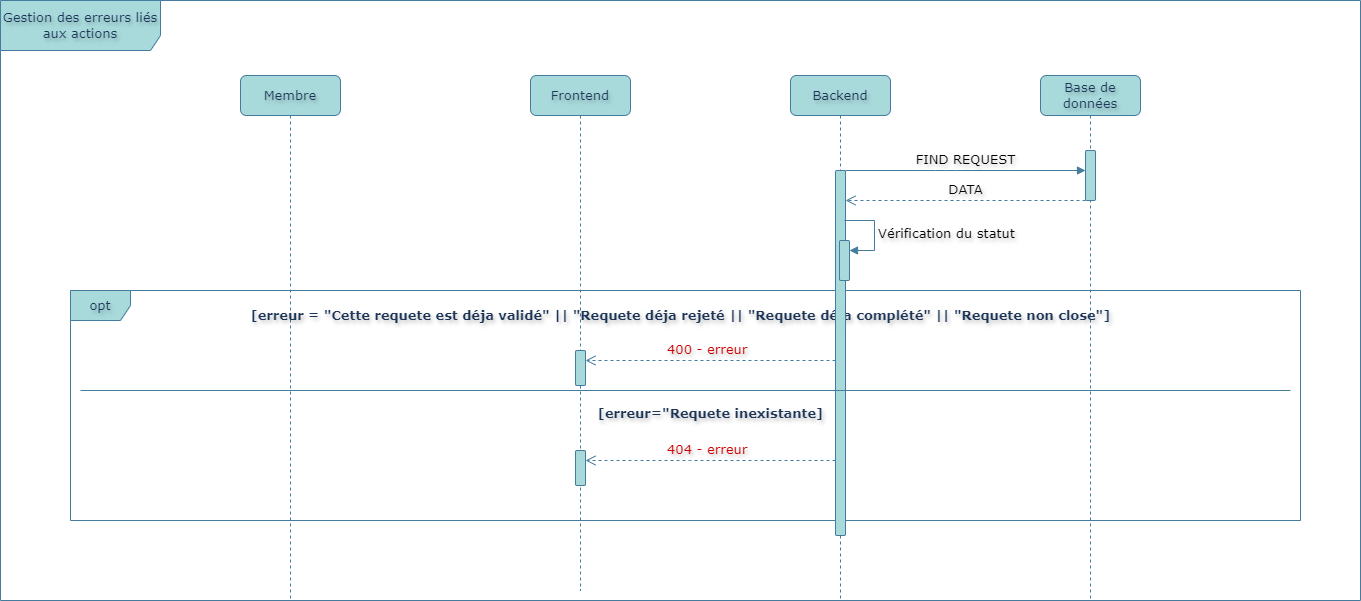 Gestion des erreurs liés
aux actions
Membre
Frontend
Backend
Base de
données
FIND REQUEST
DATA
Vérification du statut
opt
[erreur = "Cette requete est déja validé" || "Requete déja rejeté || "Requete déja complété" || "Requete non close"]
400 - erreur
[erreur="Requete inexistante]
404 - erreur